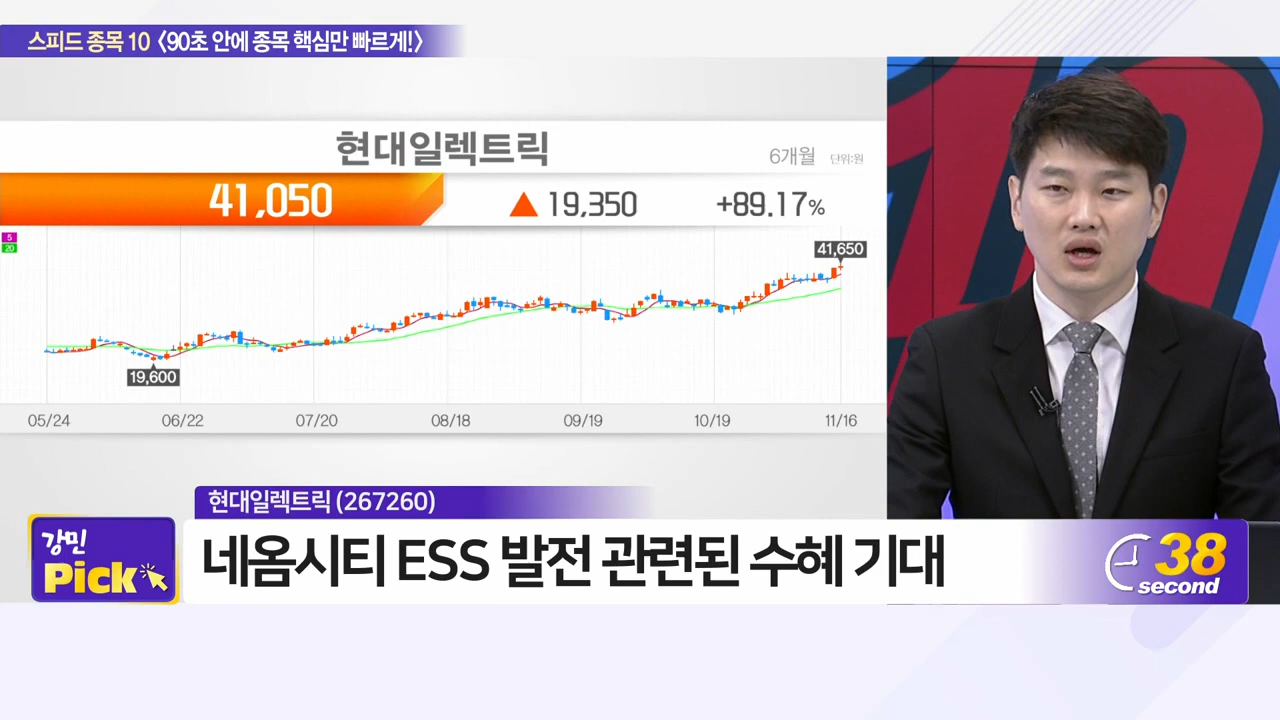 스피드 종목 10 〈90초 안에 종목 핵심만 빠르게!〉
현대일렉트릭
6개월 단위:원
41,050 ▲ 19,350 +89.17%
5
20
41,650
19,600
05/24 06/22 07/20 08/18 09/19 10/19 11/16
현대일렉트릭 (267260)
강민
Pick
네옴시티 ESS 발전 관련된 수혜 기대
38
second